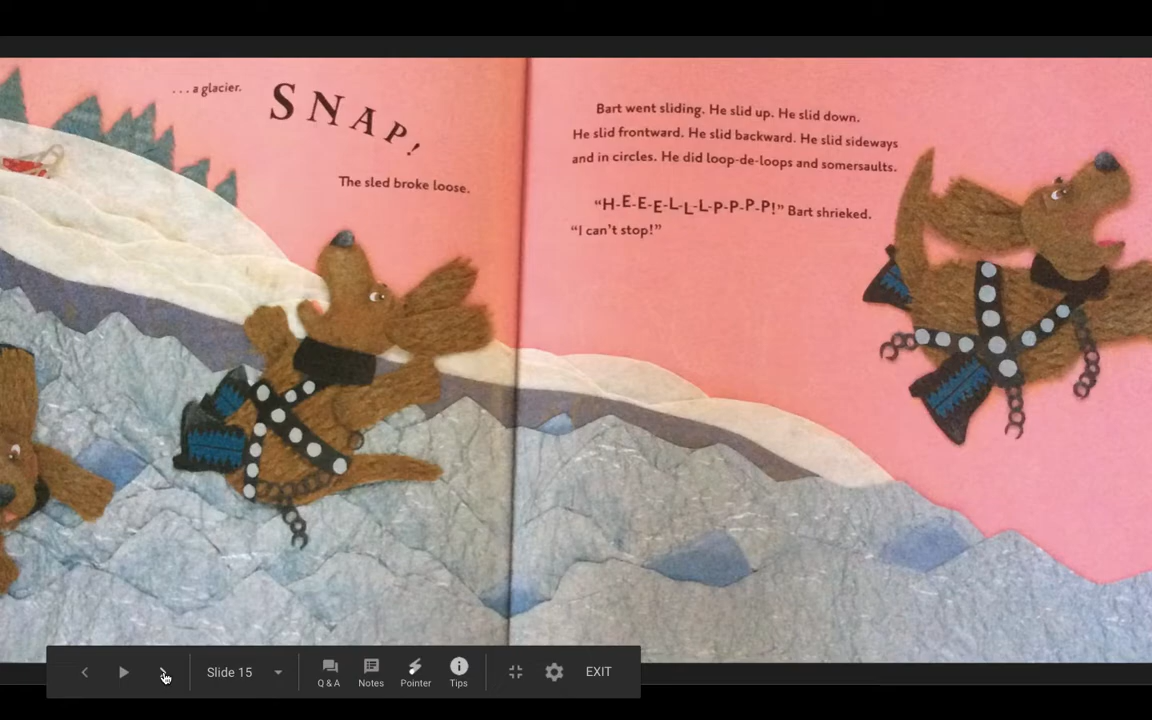 . . . a glacier.
SNAP!
The sled broke loose.
Bart went sliding. He slid up. He slid down.
He slid frontward. He slid backward. He slid sideways
and in circles. He did loop-de-loops and somersaults.
“H-E-E-E-L-L-L-P-P-P-P!” Bart shrieked.
“I can’t stop!”
Slide 15
Q & A
Notes
Pointer
Tips
EXIT